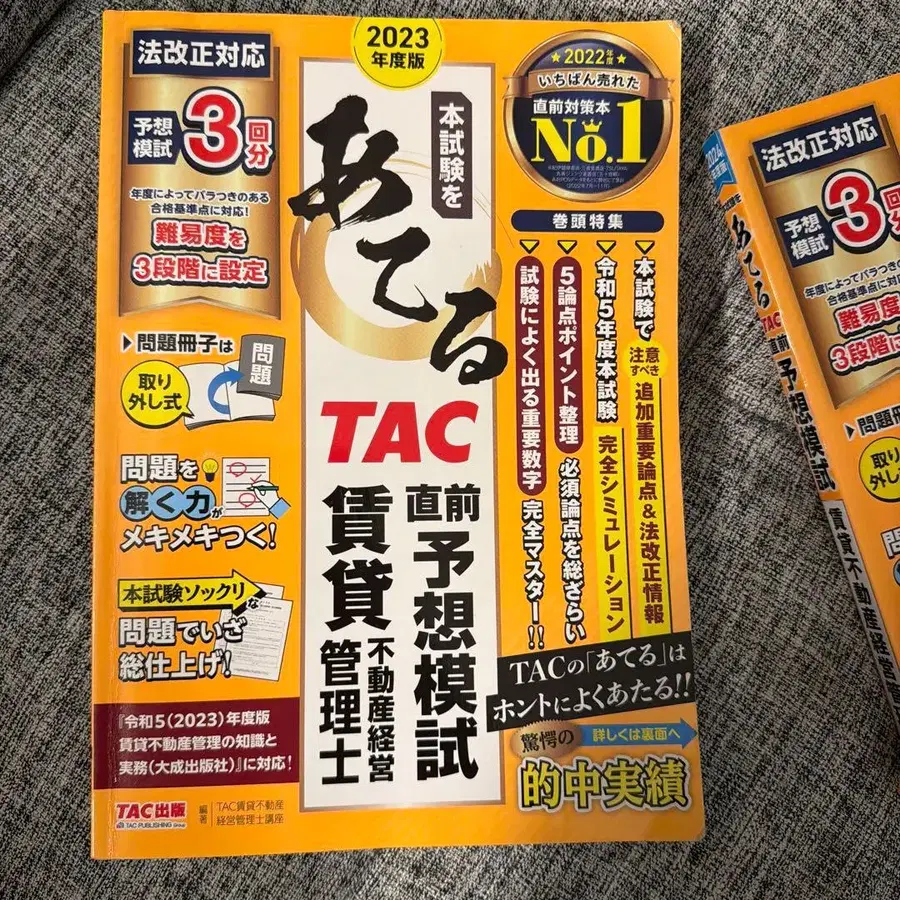 2023
年度版
法改正対応
予想
模試
3回分
年度によってバラつきのある
合格基準点に対応!
難易度を
3段階に設定
問題冊子は
取り
外し式
問題
問題を
解く力が
メキメキつく!
本試験ソックリな
問題でいざ
総仕上げ!
『令和5(2023)年度版
賃貸不動産管理の知識と
実務(大成出版社)』に対応!
TAC出版
TAC PUBLISHING Group
編著
TAC賃貸不動産
経営管理士講座
本試験を
あてる
TAC
直前
予想模試
賃貸
不動産経営
管理士
2022年度
いちばん売れた
直前対策本
No.1
巻頭特集
本試験で注意すべき追加重要論点&法改正情報
令和5年度本試験完全シミュレーション
5論点ポイント整理 必須論点を総ざらい
試験によく出る重要数字 完全マスター!!
TACの「あてる」は
ホントによくあたる!!
驚愕の
詳しくは裏面へ
的中実績
法改正対応
予想
模試
3回分
年度によってバラつきの
難易度
3段階に
問題冊
取り
外し式
あてる
TAC
直前
予想模試
賃貸不動産経営